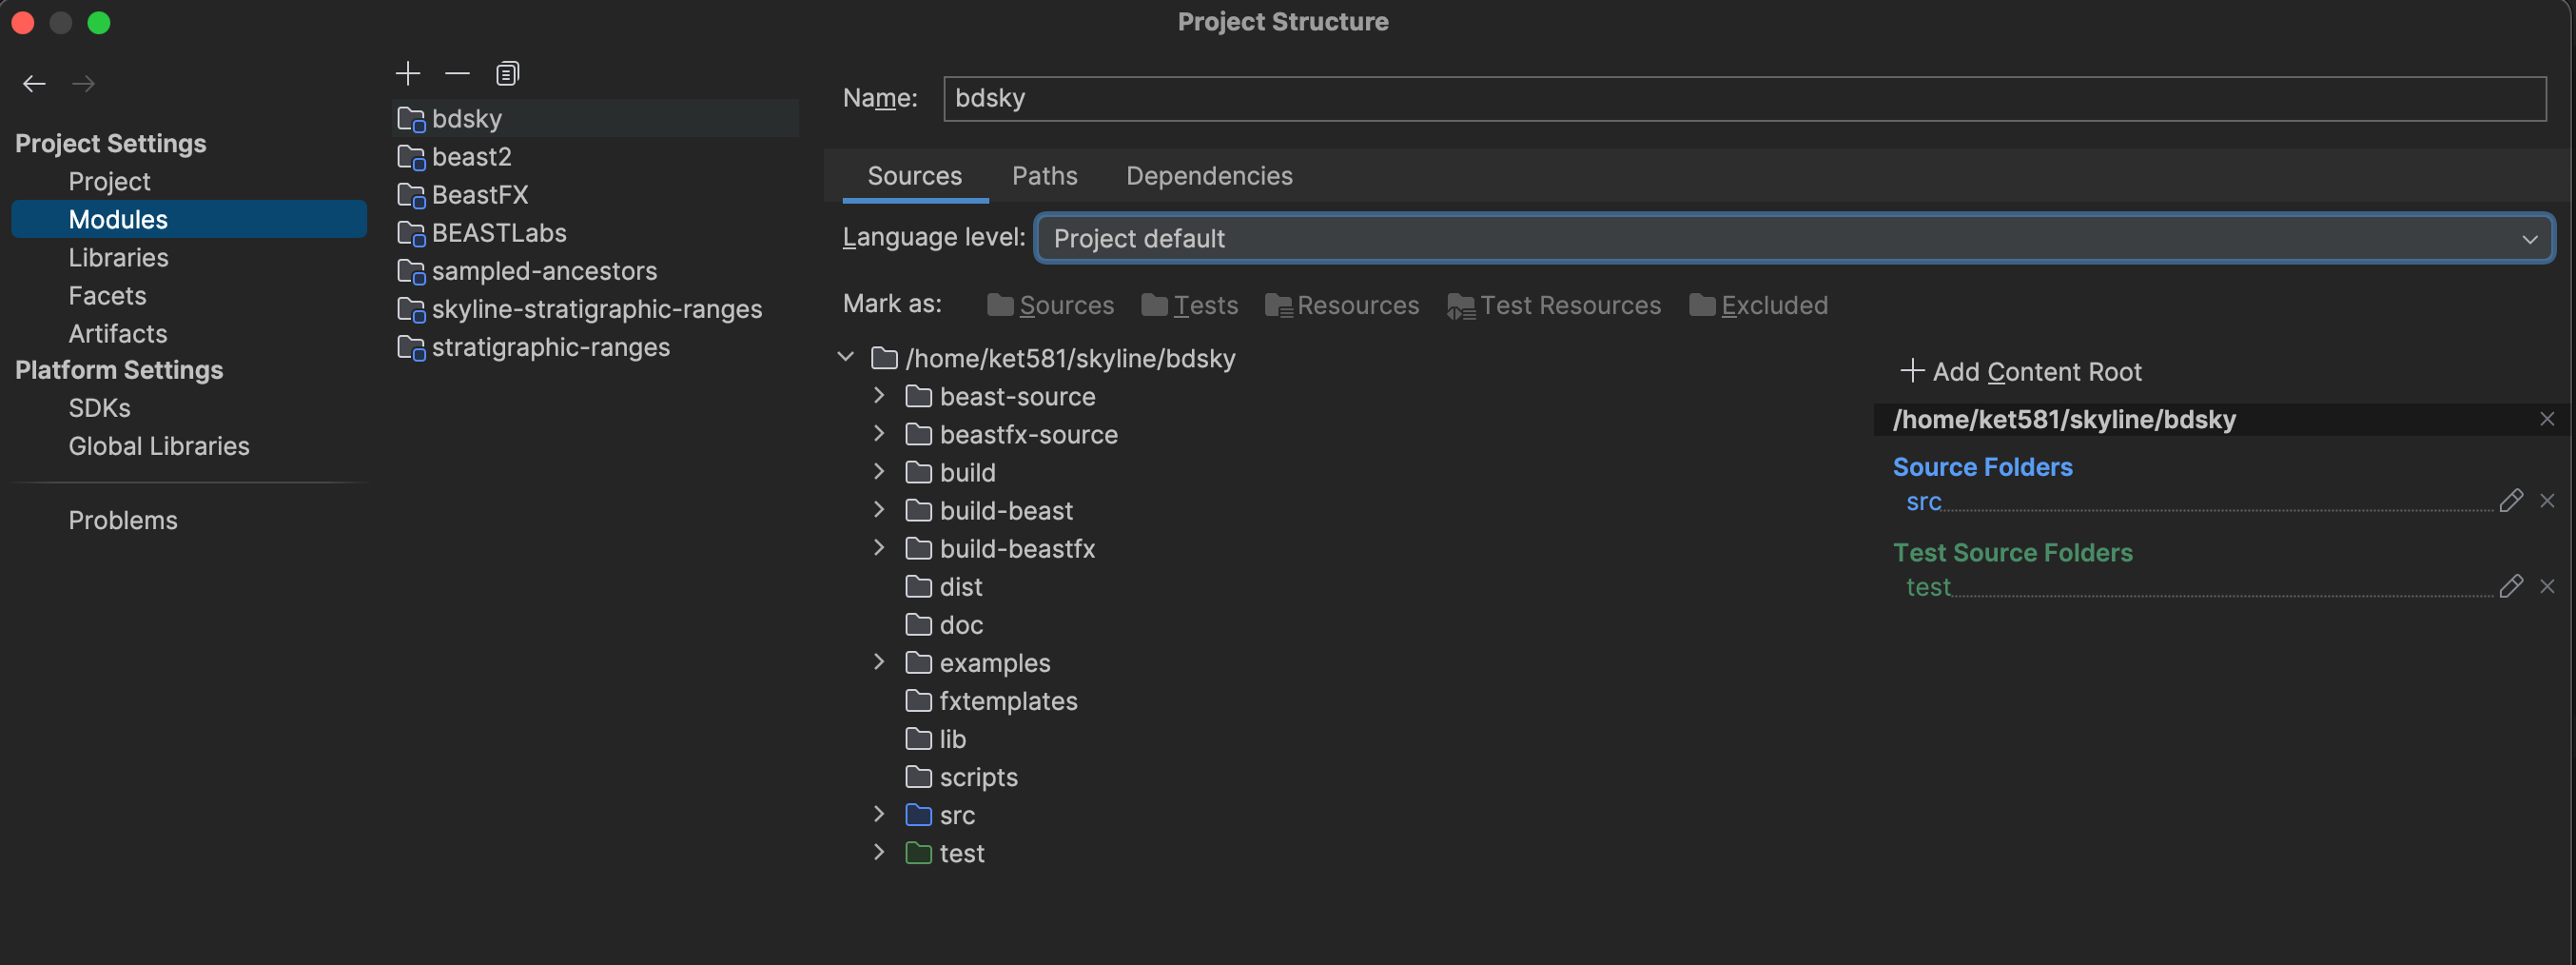 Project Structure
Project Settings
Project
Modules
Libraries
Facets
Artifacts
Platform Settings
SDKs
Global Libraries
Problems
bdsky
beast2
BeastFX
BEASTLabs
sampled-ancestors
skyline-stratigraphic-ranges
stratigraphic-ranges
Name: bdsky
Sources Paths Dependencies
Language level: Project default
Mark as: Sources Tests Resources Test Resources Excluded
/home/ket581/skyline/bdsky
beast-source
beastfx-source
build
build-beast
build-beastfx
dist
doc
examples
fxtemplates
lib
scripts
src
test
Add Content Root
/home/ket581/skyline/bdsky
Source Folders
src
Test Source Folders
test